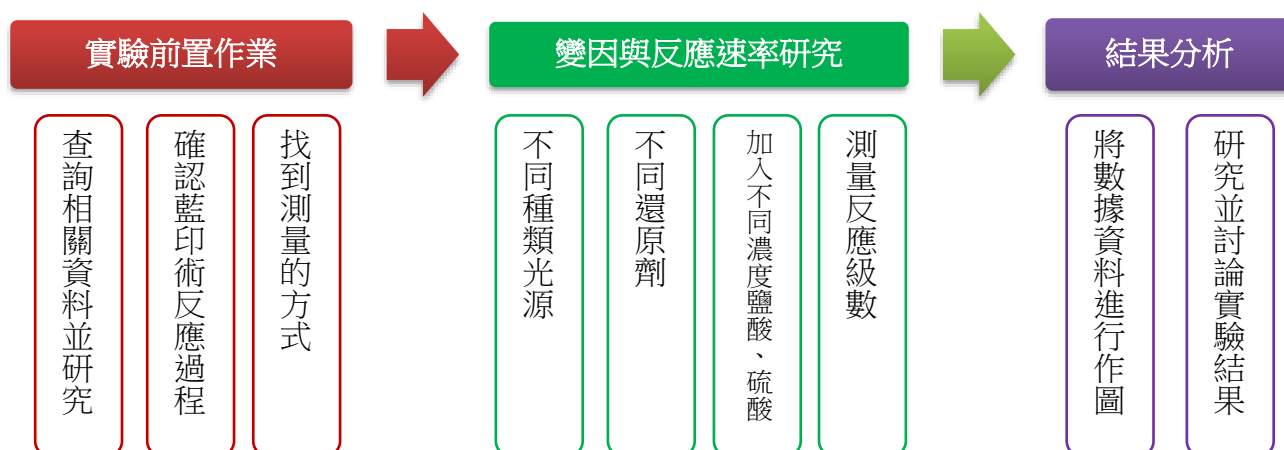 實驗前置作業
查詢相關資料並研究
確認藍印術反應過程
找到測量的方式
變因與反應速率研究
不同種類光源
不同還原劑
加入不同濃度鹽酸、硫酸
測量反應級數
結果分析
將數據資料進行作圖
研究並討論實驗結果